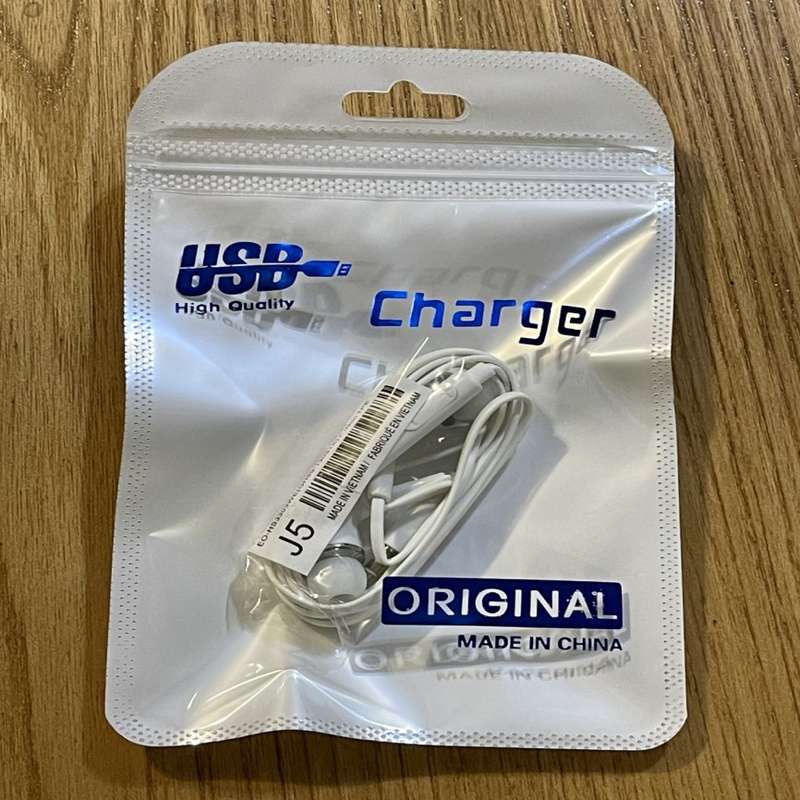 USB
High Quality
Charger
J5
MADE IN VIETNAM / FABRIQUE EN VIETNAM
ORIGINAL
MADE IN CHINA